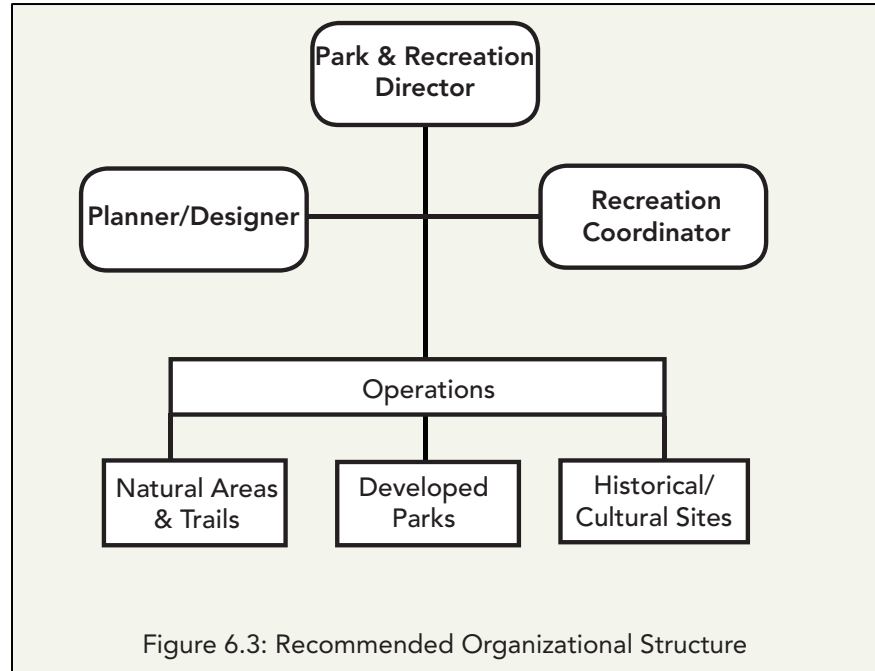 Park & Recreation
Director
Planner/Designer
Recreation
Coordinator
Operations
Natural Areas
& Trails
Developed
Parks
Historical/
Cultural Sites
Figure 6.3: Recommended Organizational Structure